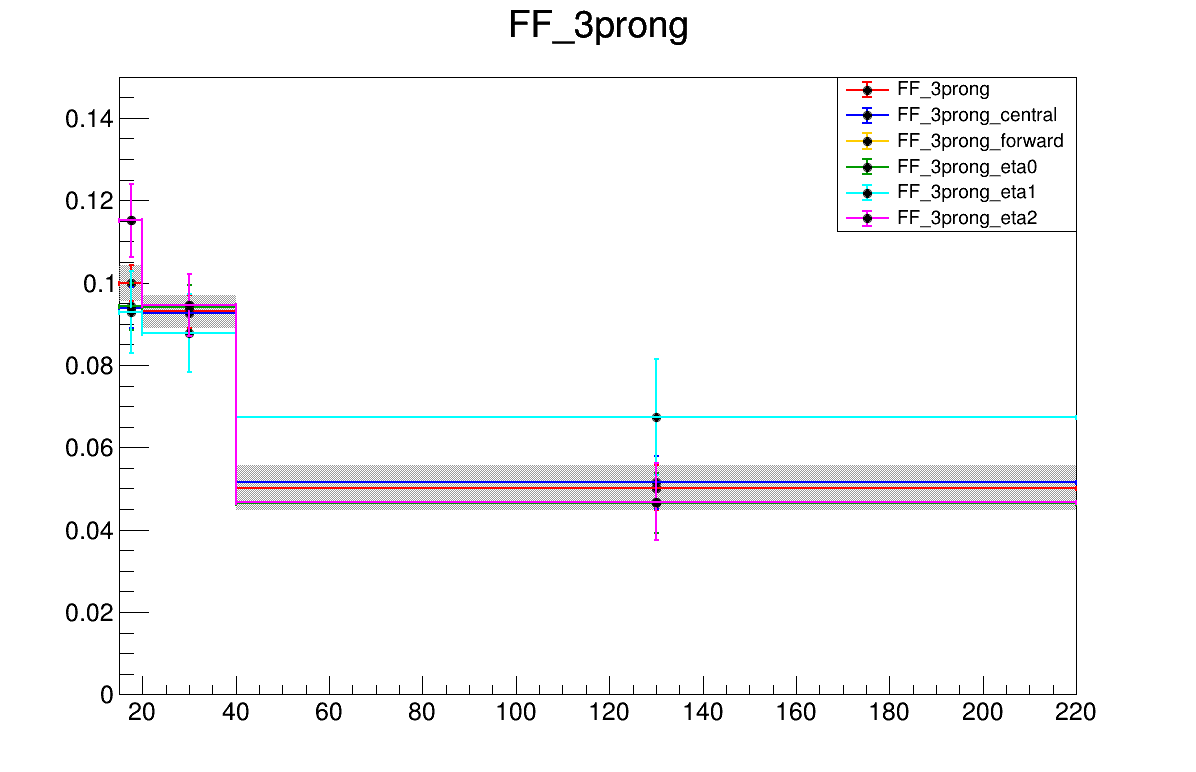 FF_3prong
FF_3prong
FF_3prong_central
FF_3prong_forward
FF_3prong_eta0
FF_3prong_eta1
FF_3prong_eta2
0.14
0.12
0.1
0.08
0.06
0.04
0.02
0
20 40 60 80 100 120 140 160 180 200 220